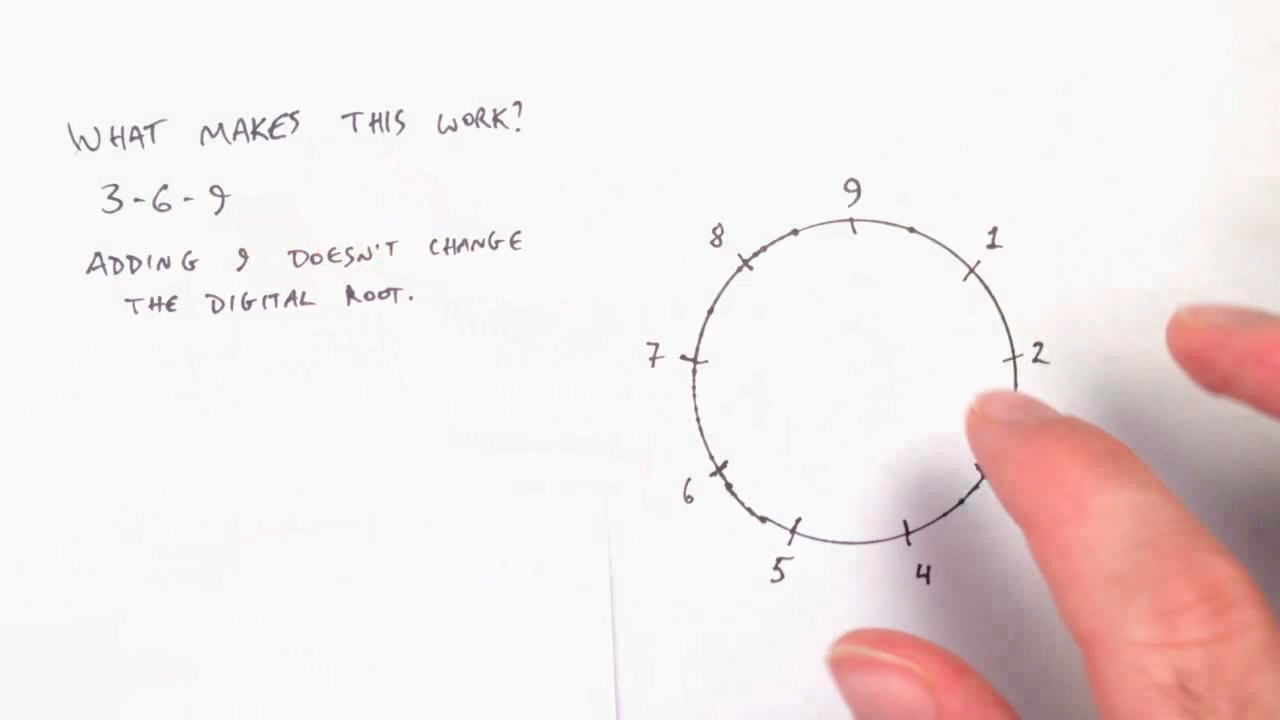 WHAT MAKES THIS WORK?
3-6-9
ADDING 9 DOESN'T CHANGE
THE DIGITAL ROOT.
9
8 1
7 2
6
5 4